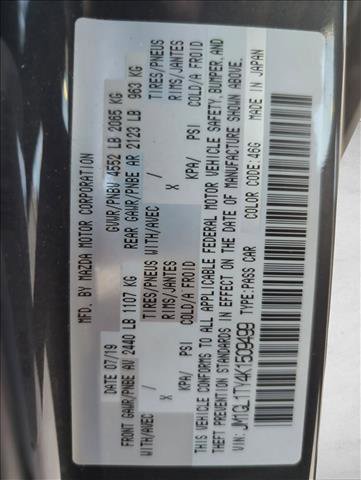 MFD. BY MAZDA MOTOR CORPORATION
DATE 07/19 GVWR/PNBV 4552 LB 2065 KG
FRONT GAWR/PNBE AV 2440 LB 1107 KG REAR GAWR/PNBE AR 2123 LB 963 KG
WITH/AVEC TIRES/PNEUS WITH/AVEC TIRES/PNEUS
X RIMS/JANTES X RIMS/JANTES
/ KPA/ PSI COLD/A FROID / KPA/ PSI COLD/A FROID
THIS VEHICLE CONFORMS TO ALL APPLICABLE FEDERAL MOTOR VEHICLE SAFETY, BUMPER, AND
THEFT PREVENTION STANDARDS IN EFFECT ON THE DATE OF MANUFACTURE SHOWN ABOVE.
VIN: JM1GL1TY4K1509499 TYPE:PASS CAR COLOR CODE:46G MADE IN JAPAN